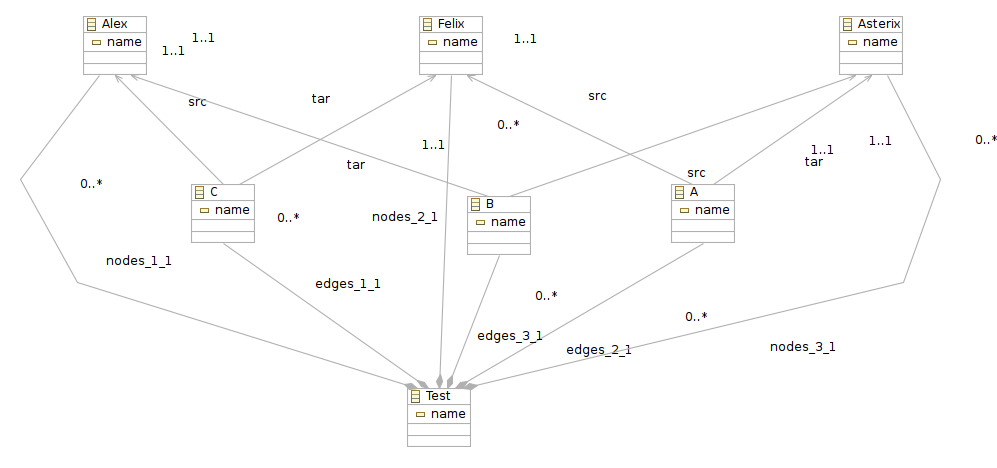 Alex
name
1..1
1..1
Felix
name
1..1
Asterix
name
src
tar
src
0..*
1..1
tar
1..1
tar
1..1
0..*
src
0..*
C
name
0..*
nodes_2_1
B
name
A
name
nodes_1_1
edges_1_1
0..*
0..*
edges_3_1
edges_2_1
nodes_3_1
Test
name